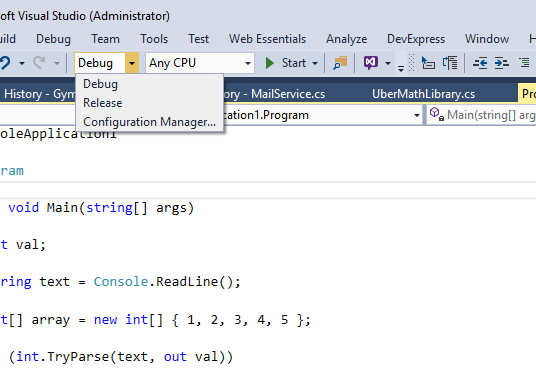 oft Visual Studio (Administrator)
ld Debug Team Tools Test Web Essentials Analyze DevExpress Window H
Debug Any CPU Start
Debug
Release
Configuration Manager...
History - Gym ory - MailService.cs UberMathLibrary.cs Pro
ication1.Program Main(string[] arg
oleApplication1
ram
void Main(string[] args)
t val;
ring text = Console.ReadLine();
t[] array = new int[] { 1, 2, 3, 4, 5 };
(int.TryParse(text, out val))